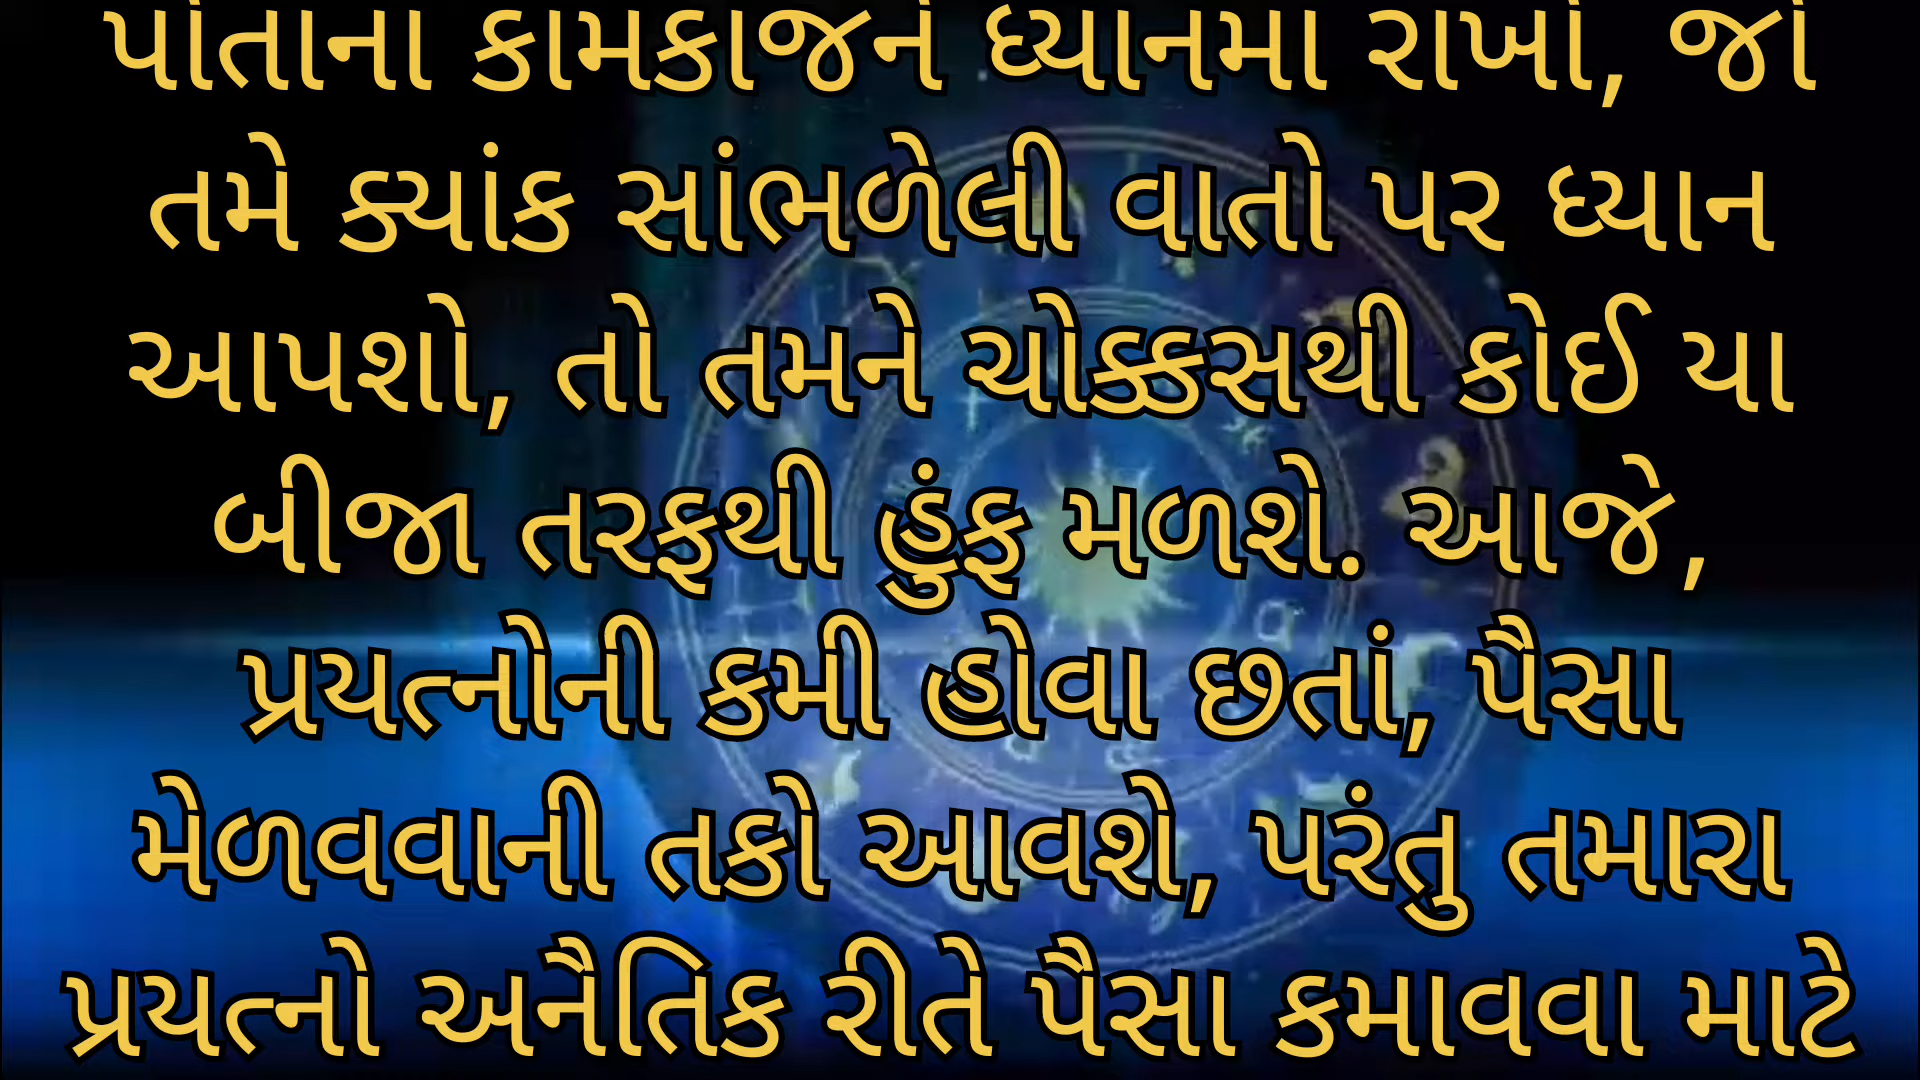 પોતાના કામકાજને ધ્યાનમાં રાખો, જો
તમે ક્યાંક સાંભળેલી વાતો પર ધ્યાન
આપશો, તો તમને ચોક્કસથી કોઈ યા
બીજા તરફથી હુંફ મળશે. આજે,
પ્રયત્નોની કમી હોવા છતાં, પૈસા
મેળવવાની તકો આવશે, પરંતુ તમારા
પ્રયત્નો અનૈતિક રીતે પૈસા કમાવવા માટે